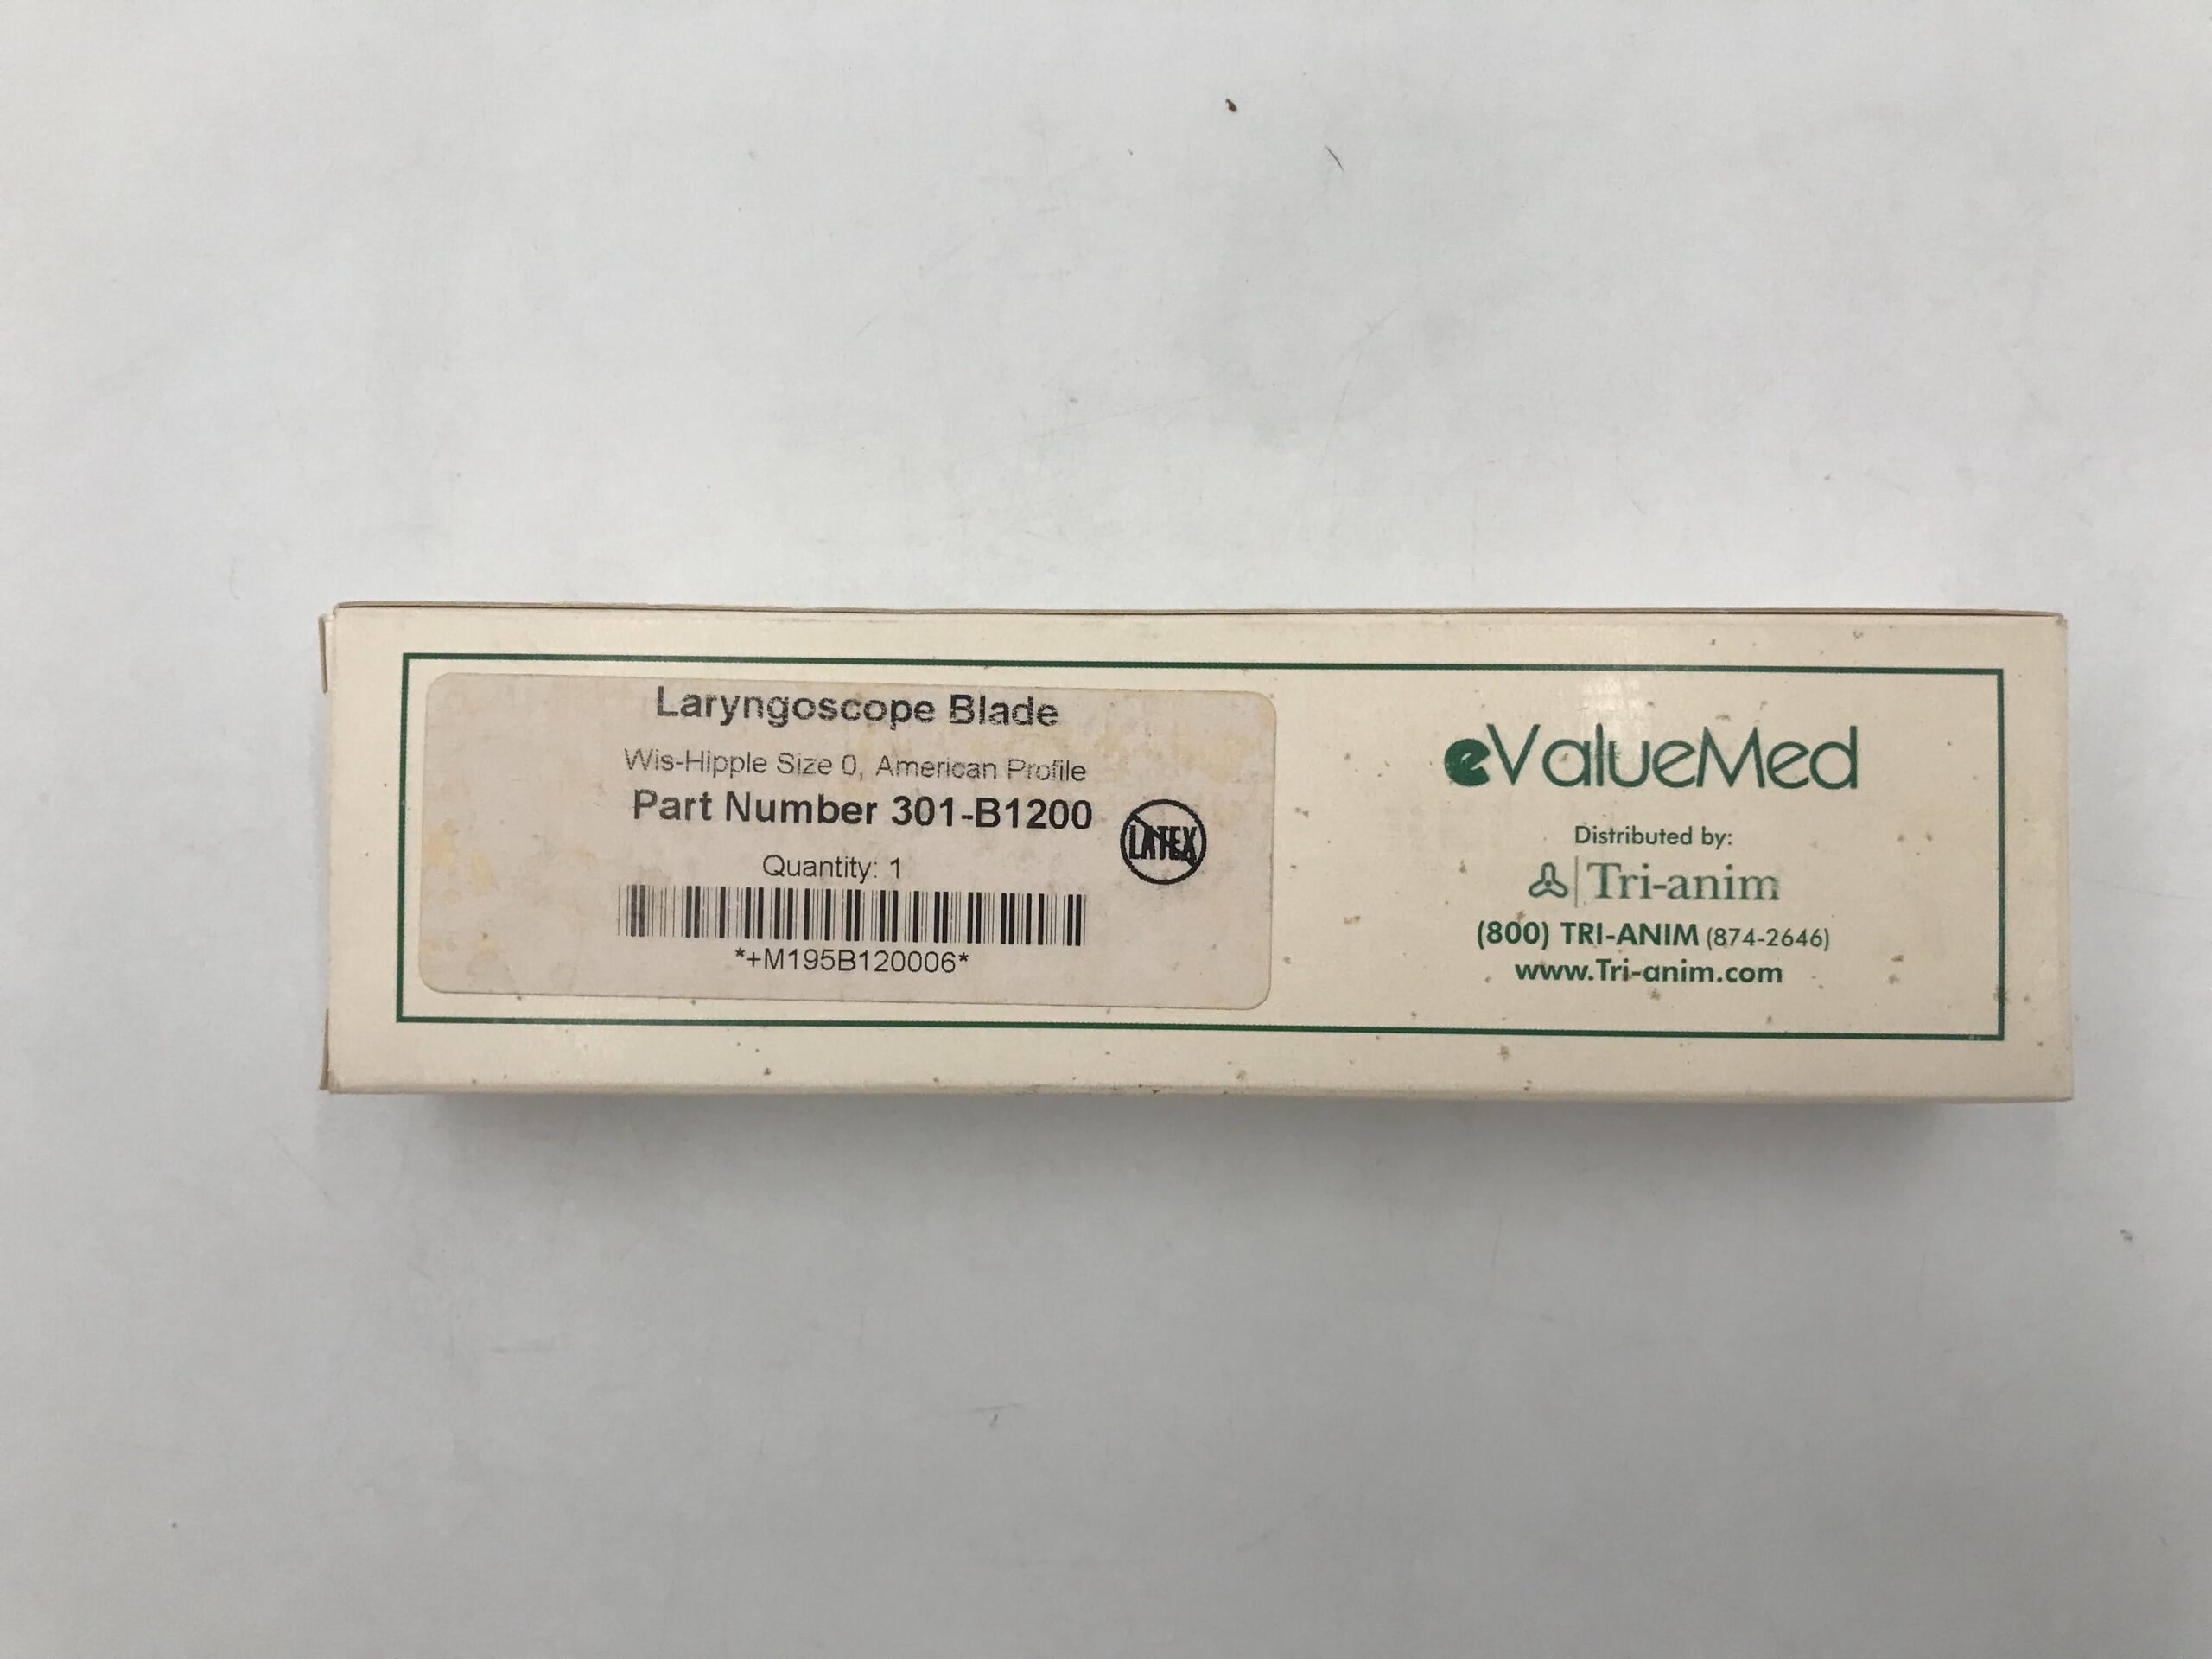 Laryngoscope Blade
Wis-Hipple Size 0, American Profile
Part Number 301-B1200
LATEX
Quantity: 1
*+M195B120006*
eValueMed
Distributed by:
Tri-anim
(800) TRI-ANIM (874-2646)
www.Tri-anim.com